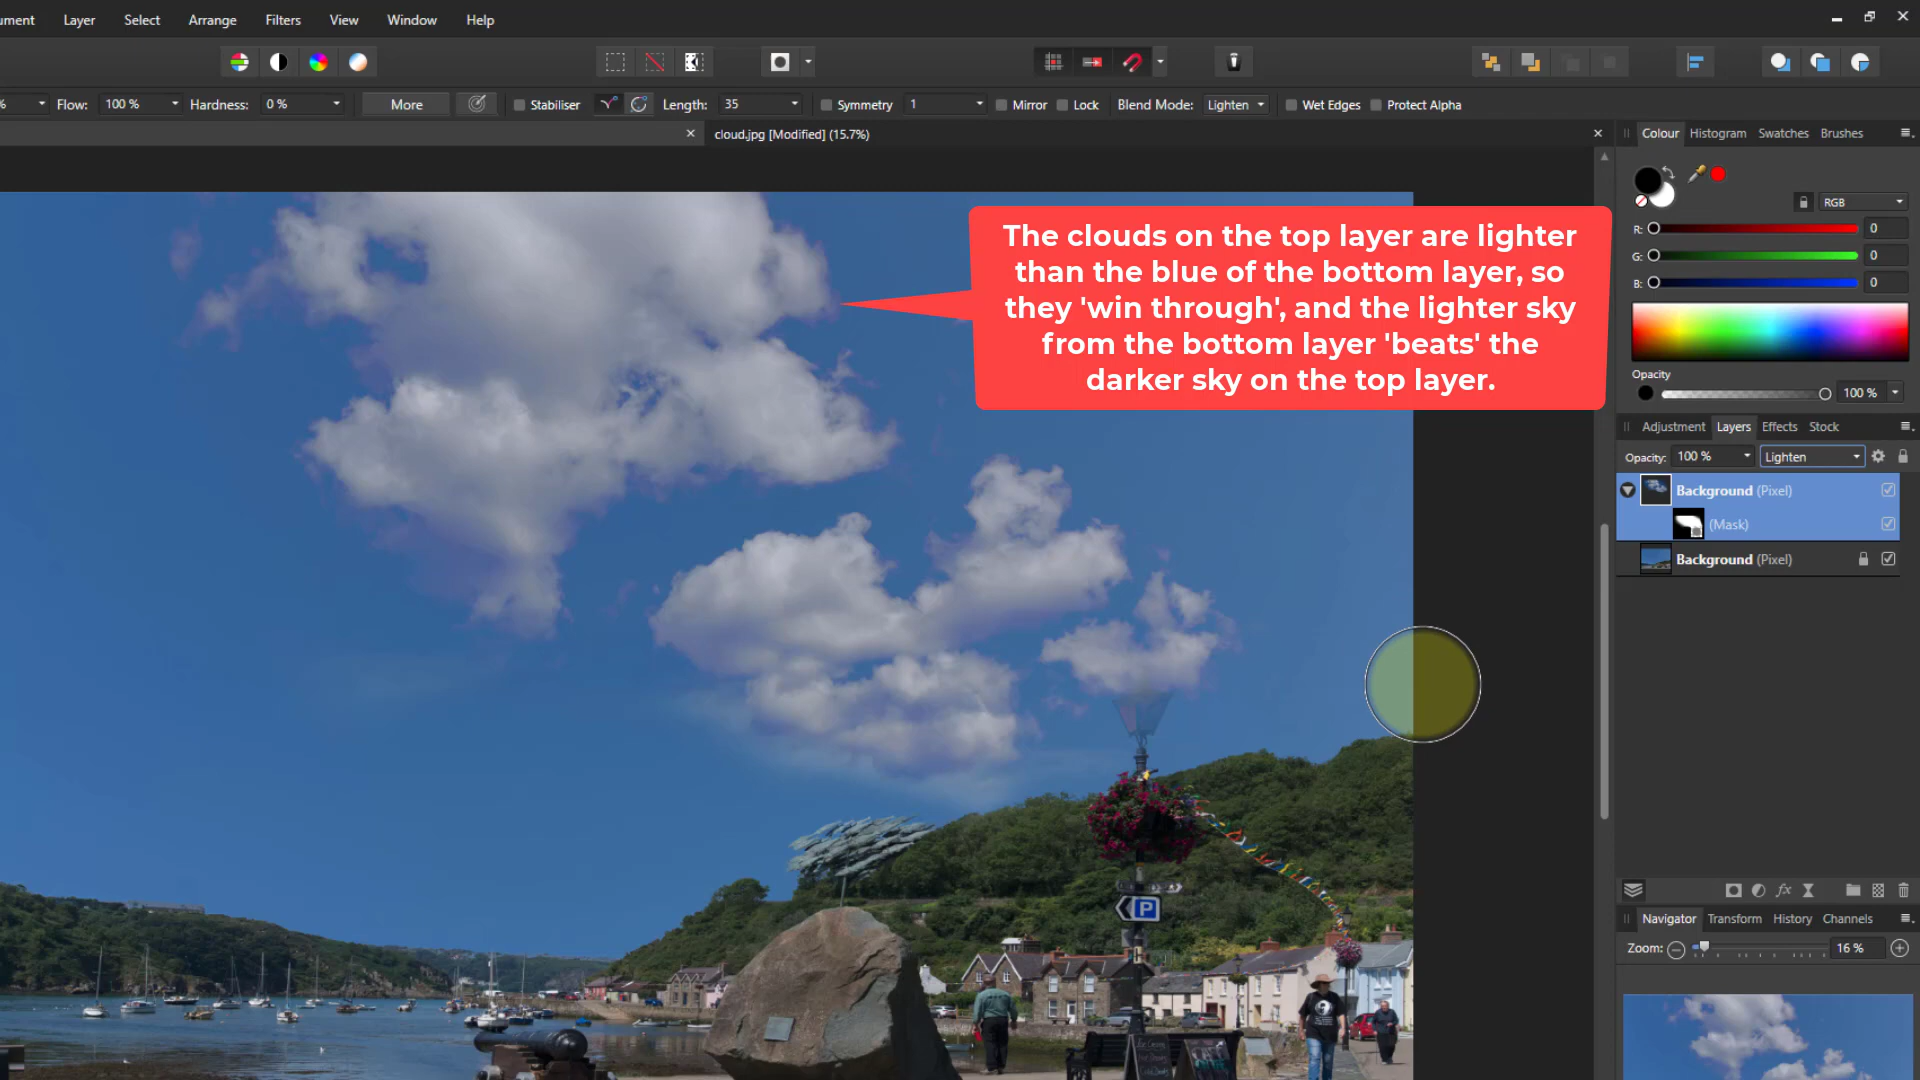 ument Layer Select Arrange Filters View Window Help
% Flow: 100 % Hardness: 0 % More Stabiliser Length: 35 Symmetry 1 Mirror Lock Blend Mode: Lighten Wet Edges Protect Alpha
cloud.jpg [Modified] (15.7%)
Colour Histogram Swatches Brushes
RGB
R: 0
G: 0
B: 0
Opacity
100 %
The clouds on the top layer are lighter
than the blue of the bottom layer, so
they 'win through', and the lighter sky
from the bottom layer 'beats' the
darker sky on the top layer.
Adjustment Layers Effects Stock
Opacity: 100 % Lighten
Background (Pixel)
(Mask)
Background (Pixel)
fx
Navigator Transform History Channels
Zoom: 16 %
P